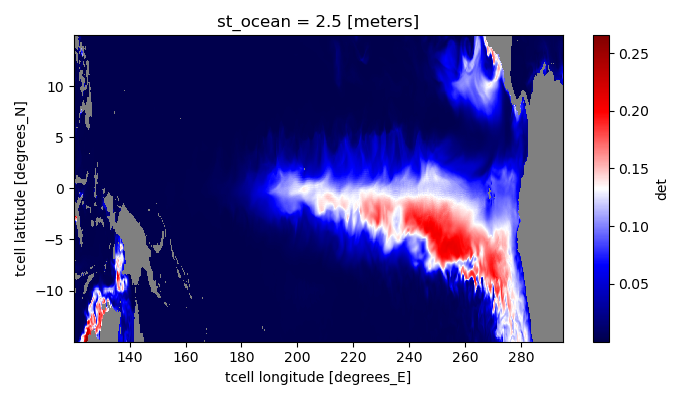 st_ocean = 2.5 [meters]
tcell latitude [degrees_N]
10
5
0
−5
−10
140 160 180 200 220 240 260 280
tcell longitude [degrees_E]
0.25
0.20
0.15
0.10
0.05
det